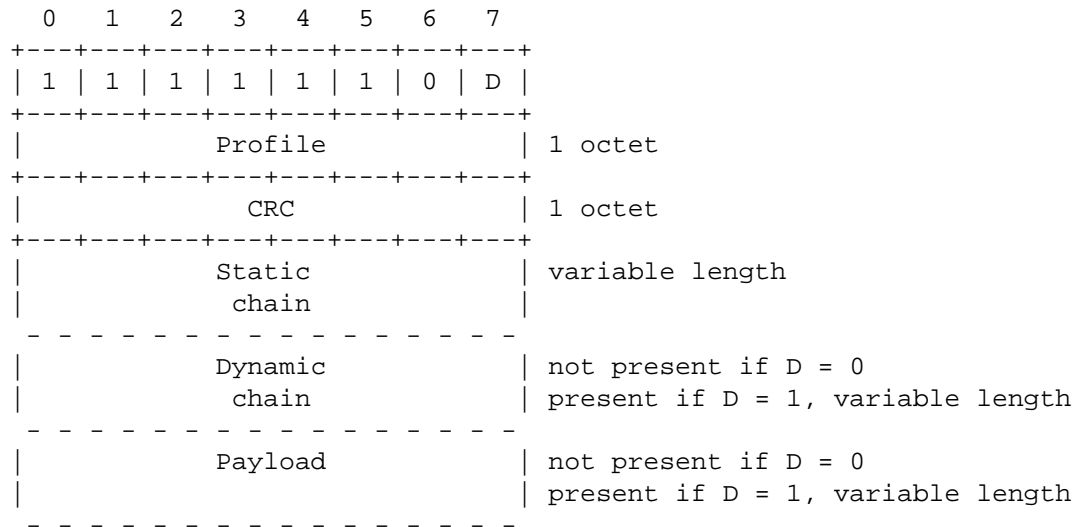 0   1   2   3   4   5   6   7
+---+---+---+---+---+---+---+---+
| 1 | 1 | 1 | 1 | 1 | 1 | 0 | D |
+---+---+---+---+---+---+---+---+
|            Profile            | 1 octet
+---+---+---+---+---+---+---+---+
|              CRC              | 1 octet
+---+---+---+---+---+---+---+---+
|            Static             | variable length
|             chain             |
 - - - - - - - - - - - - - - - -
|            Dynamic            | not present if D = 0
|             chain             | present if D = 1, variable length
 - - - - - - - - - - - - - - - -
|            Payload            | not present if D = 0
|                               | present if D = 1, variable length
 - - - - - - - - - - - - - - - -